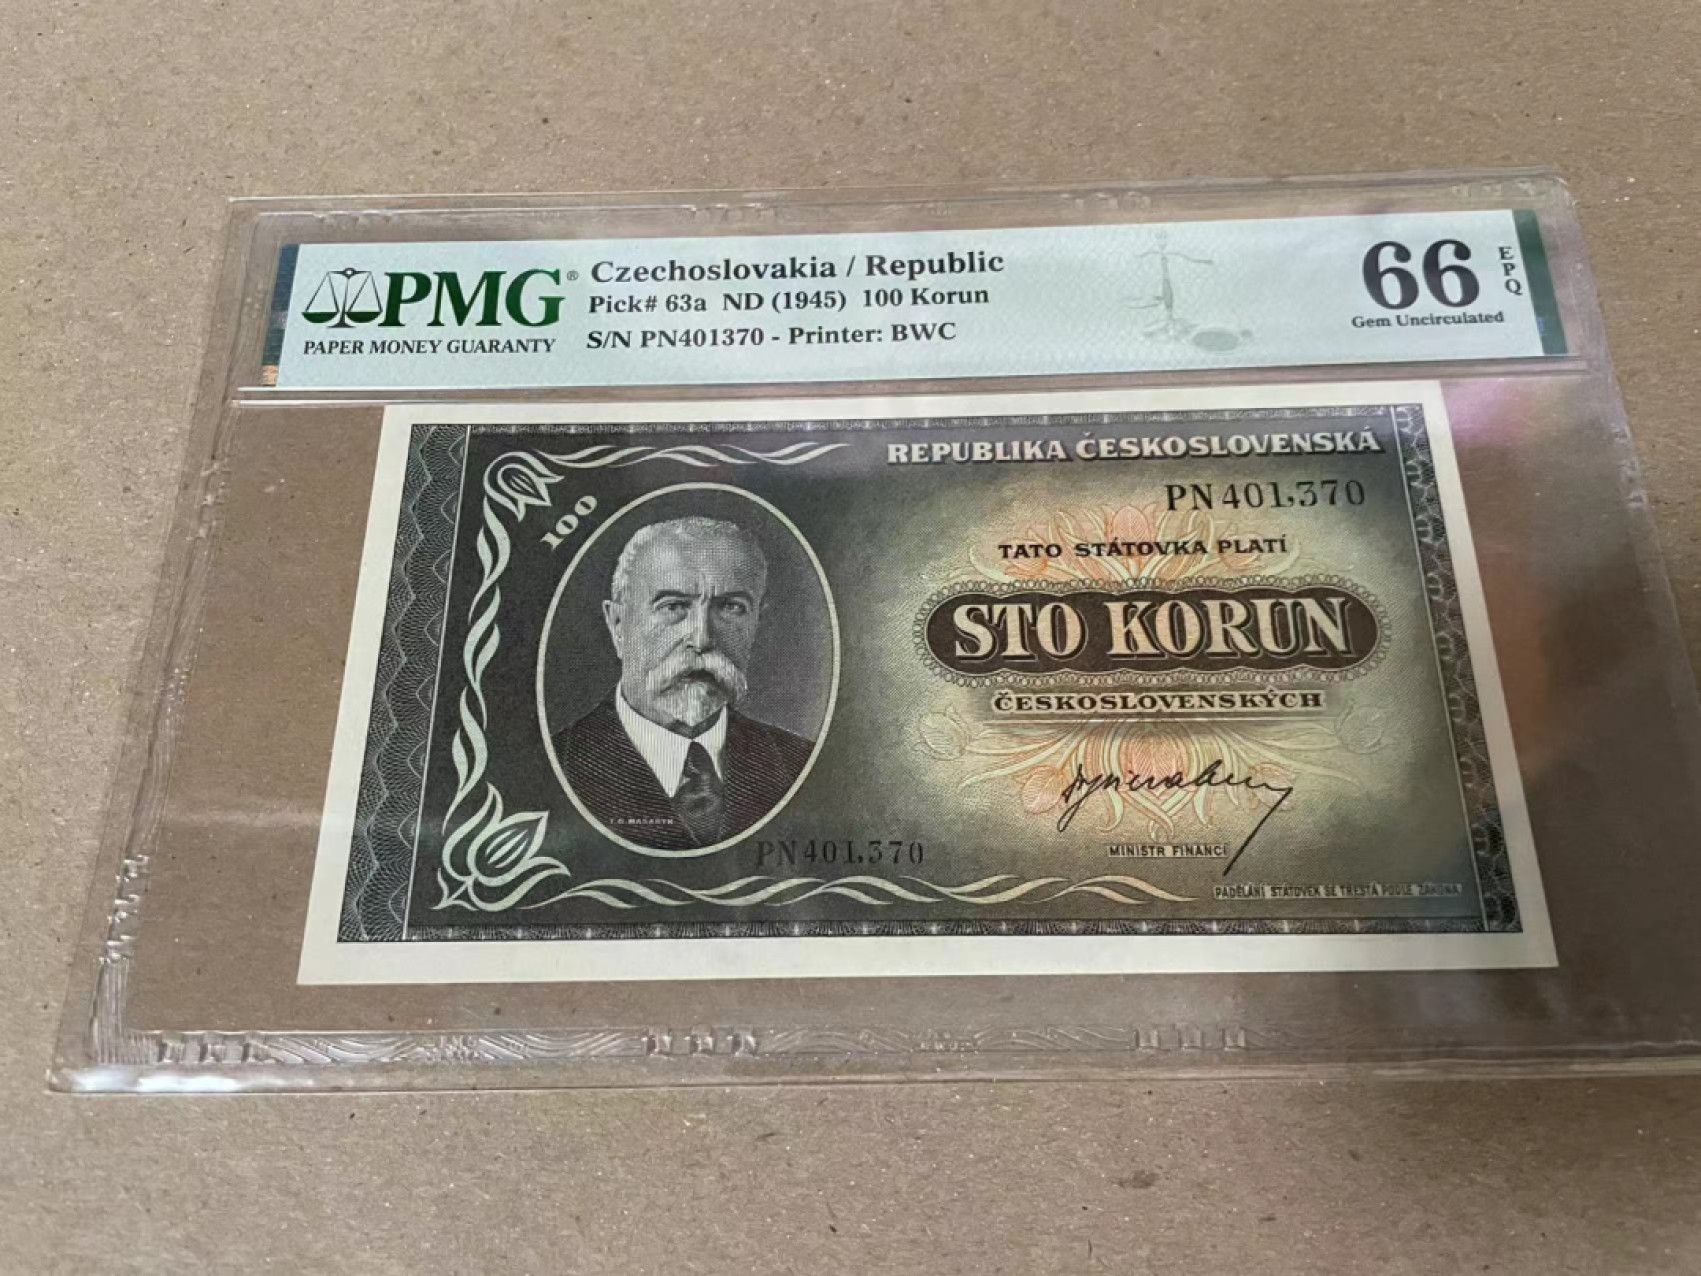 PMG®
PAPER MONEY GUARANTY
Czechoslovakia / Republic
Pick# 63a ND (1945) 100 Korun
S/N PN401370 - Printer: BWC
66
EPQ
Gem Uncirculated
REPUBLIKA ČESKOSLOVENSKÁ
PN401,370
100
TATO STÁTOVKA PLATÍ
STO KORUN
ČESKOSLOVENSKÝCH
MINISTR FINANCÍ
T.G.MASARYK
PN401,370
PADĚLÁNÍ STÁTOVEK SE TRESTÁ PODLE ZÁKONA